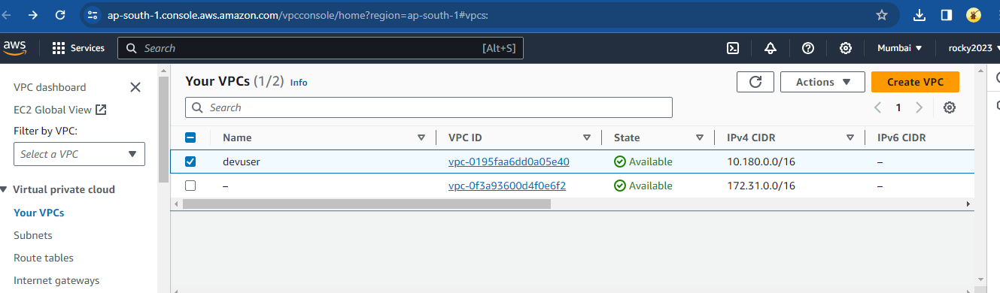 ap-south-1.console.aws.amazon.com/vpcconsole/home?region=ap-south-1#vpcs:
aws Services Search [Alt+S] Mumbai rocky2023
VPC dashboard
EC2 Global View
Filter by VPC:
Select a VPC
Virtual private cloud
Your VPCs
Subnets
Route tables
Internet gateways
Your VPCs (1/2) Info Actions Create VPC
Search 1
Name VPC ID State IPv4 CIDR IPv6 CIDR
devuser vpc-0195faa6dd0a05e40 Available 10.180.0.0/16 –
– vpc-0f3a93600d4f0e6f2 Available 172.31.0.0/16 –